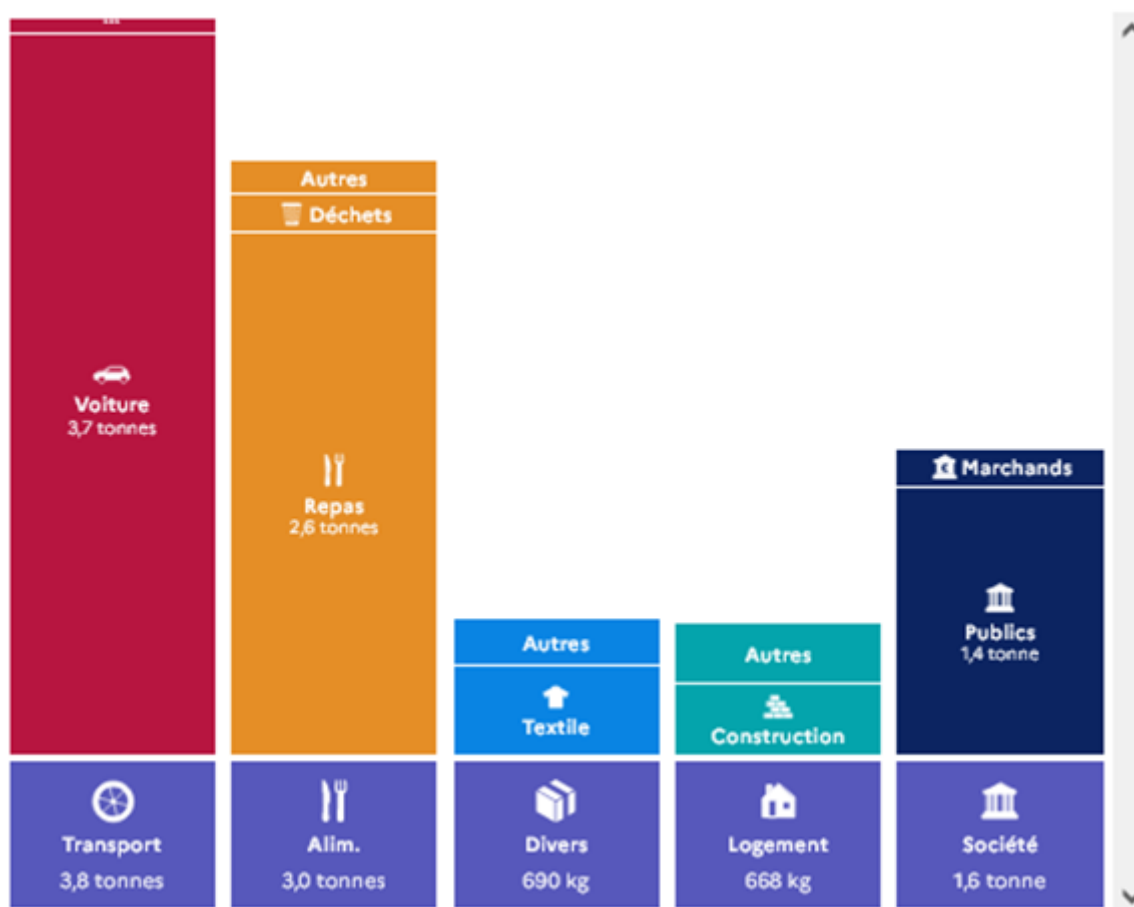 Voiture
3,7 tonnes
Autres
Déchets
Repas
2,6 tonnes
Autres
Textile
Autres
Construction
Marchands
Publics
1,4 tonne
Transport
3,8 tonnes
Alim.
3,0 tonnes
Divers
690 kg
Logement
668 kg
Société
1,6 tonne